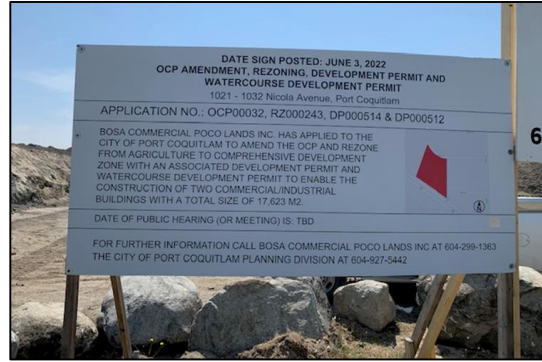 DATE SIGN POSTED: JUNE 3, 2022
OCP AMENDMENT, REZONING, DEVELOPMENT PERMIT AND
WATERCOURSE DEVELOPMENT PERMIT
1021 - 1032 Nicola Avenue, Port Coquitlam
APPLICATION NO.: OCP00032, RZ000243, DP000514 & DP000512
BOSA COMMERCIAL POCO LANDS INC. HAS APPLIED TO THE
CITY OF PORT COQUITLAM TO AMEND THE OCP AND REZONE
FROM AGRICULTURE TO COMPREHENSIVE DEVELOPMENT
ZONE WITH AN ASSOCIATED DEVELOPMENT PERMIT AND
WATERCOURSE DEVELOPMENT PERMIT TO ENABLE THE
CONSTRUCTION OF TWO COMMERCIAL/INDUSTRIAL
BUILDINGS WITH A TOTAL SIZE OF 17,623 M2.
DATE OF PUBLIC HEARING (OR MEETING) IS: TBD
FOR FURTHER INFORMATION CALL BOSA COMMERCIAL POCO LANDS INC AT 604-299-1363
THE CITY OF PORT COQUITLAM PLANNING DIVISION AT 604-927-5442
6